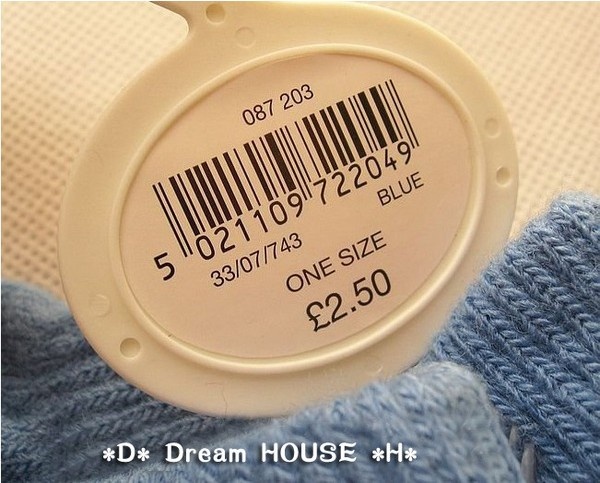 087 203
5 021109 722049
33/07/743 BLUE
ONE SIZE
£2.50
*D* Dream HOUSE *H*